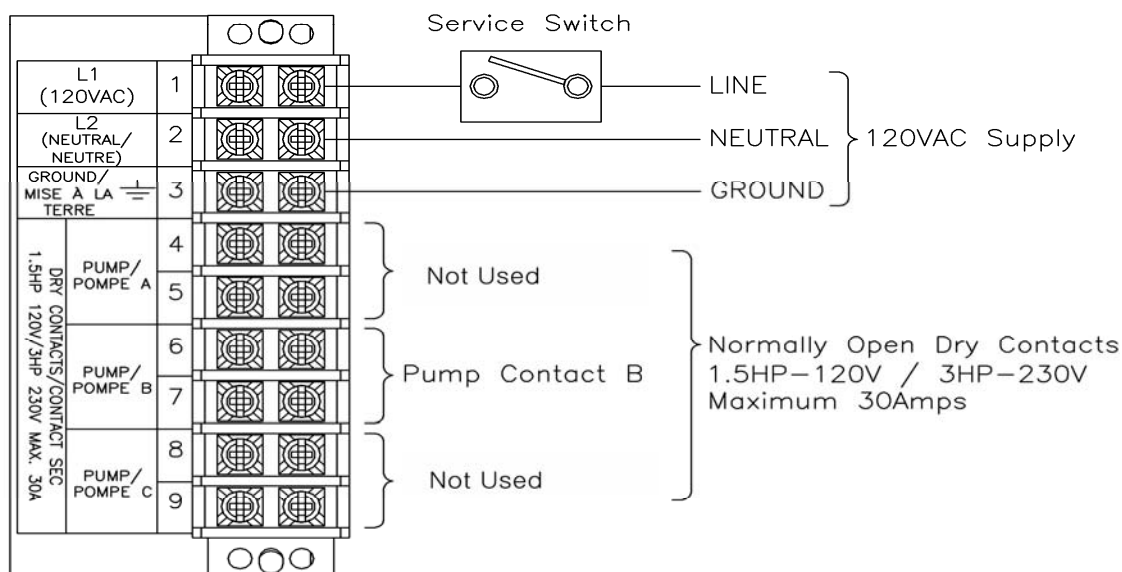 Service Switch
L1
(120VAC)
1
LINE
L2
(NEUTRAL/
NEUTRE)
2
NEUTRAL
120VAC Supply
GROUND/
MISE À LA
TERRE
3
GROUND
DRY CONTACTS/CONTACT SEC
1.5HP 120V/3HP 230V MAX. 30A
PUMP/
POMPE A
4
5
Not Used
PUMP/
POMPE B
6
7
Pump Contact B
PUMP/
POMPE C
8
9
Not Used
Normally Open Dry Contacts
1.5HP-120V / 3HP-230V
Maximum 30Amps